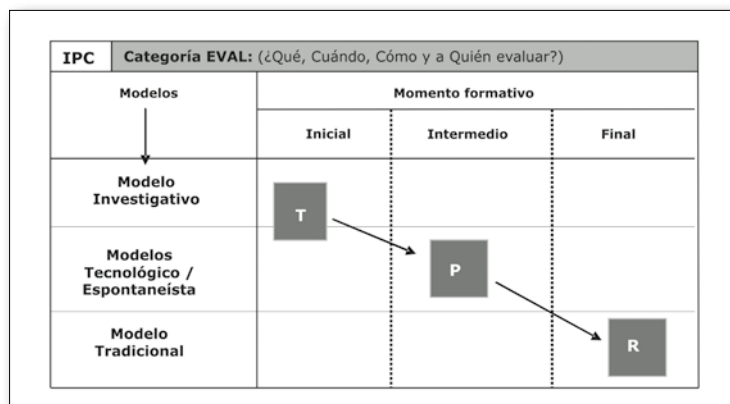 IPC
Categoría EVAL: (¿Qué, Cuándo, Cómo y a Quién evaluar?)
Modelos
Momento formativo
Inicial
Intermedio
Final
Modelo
Investigativo
T
Modelos
Tecnológico /
Espontaneísta
P
Modelo
Tradicional
R